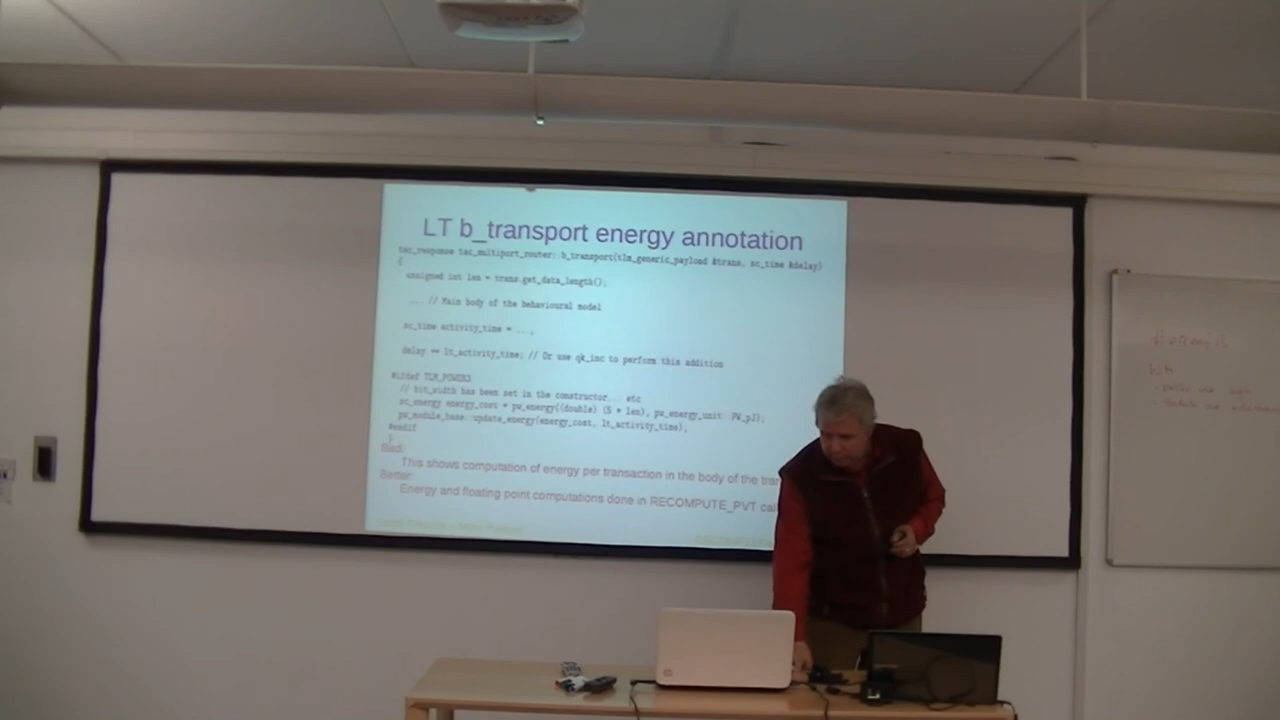 LT b_transport energy annotation
tac_response tac_multiport_router::b_transport(tlm_generic_payload &trans, sc_time &delay)
{
unsigned int len = trans.get_data_length();
... // Main body of the behavioural model
sc_time activity_time = ...,
delay += lt_activity_time; // Or use qk_inc to perform this addition
#ifdef TLM_POWER3
// bit_width has been set in the constructor... etc
sc_energy energy_cost = pw_energy((double) (5 * len), pw_energy_unit::PW_pJ);
pw_module_base::update_energy(energy_cost, lt_activity_time);
#endif
}
Bad:
This shows computation of energy per transaction in the body of the
Better:
Energy and floating point computations done in RECOMPUTE_PVT